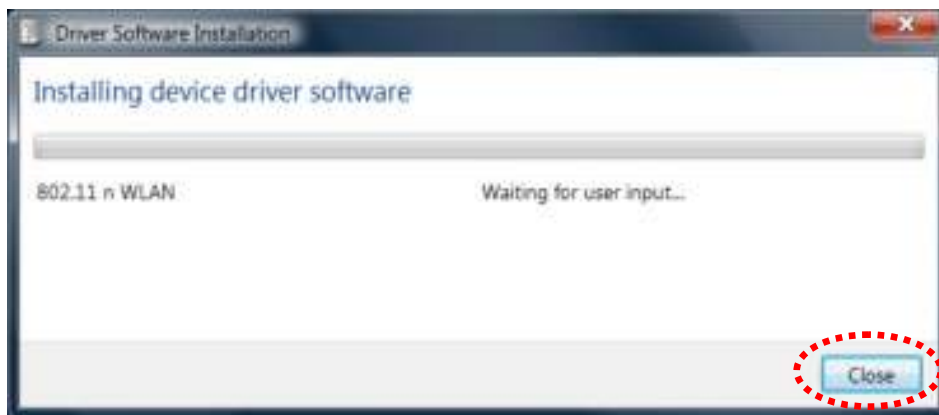 Driver Software Installation
Installing device driver software
802.11 n WLAN Waiting for user input...
Close